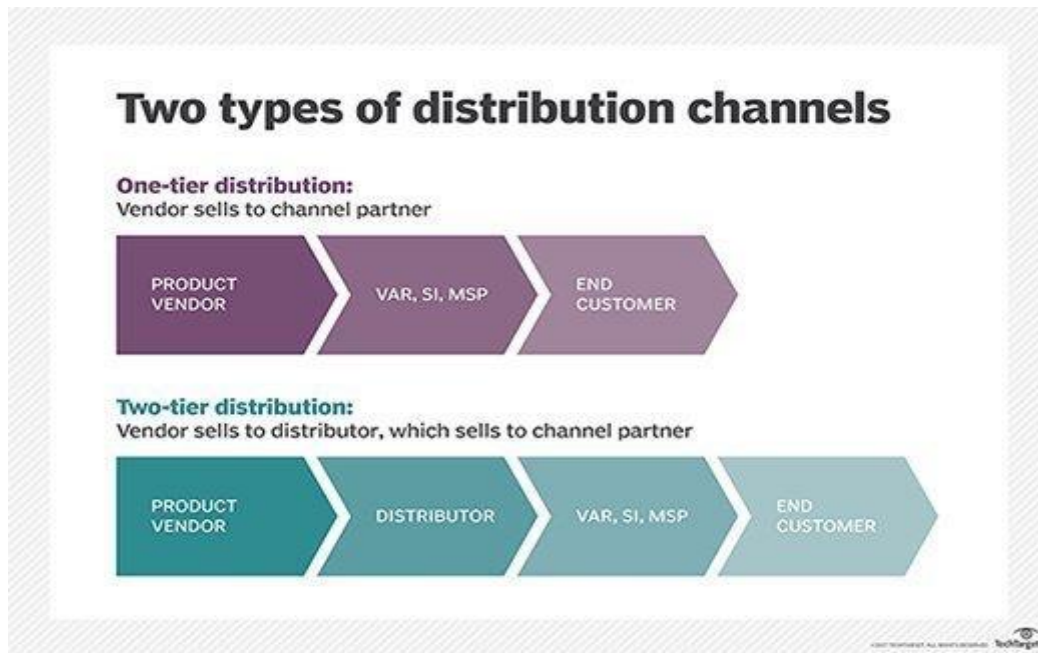 Two types of distribution channels
One-tier distribution:
Vendor sells to channel partner
PRODUCT
VENDOR
VAR, SI, MSP
END
CUSTOMER
Two-tier distribution:
Vendor sells to distributor, which sells to channel partner
PRODUCT
VENDOR
DISTRIBUTOR
VAR, SI, MSP
END
CUSTOMER
TechTarget